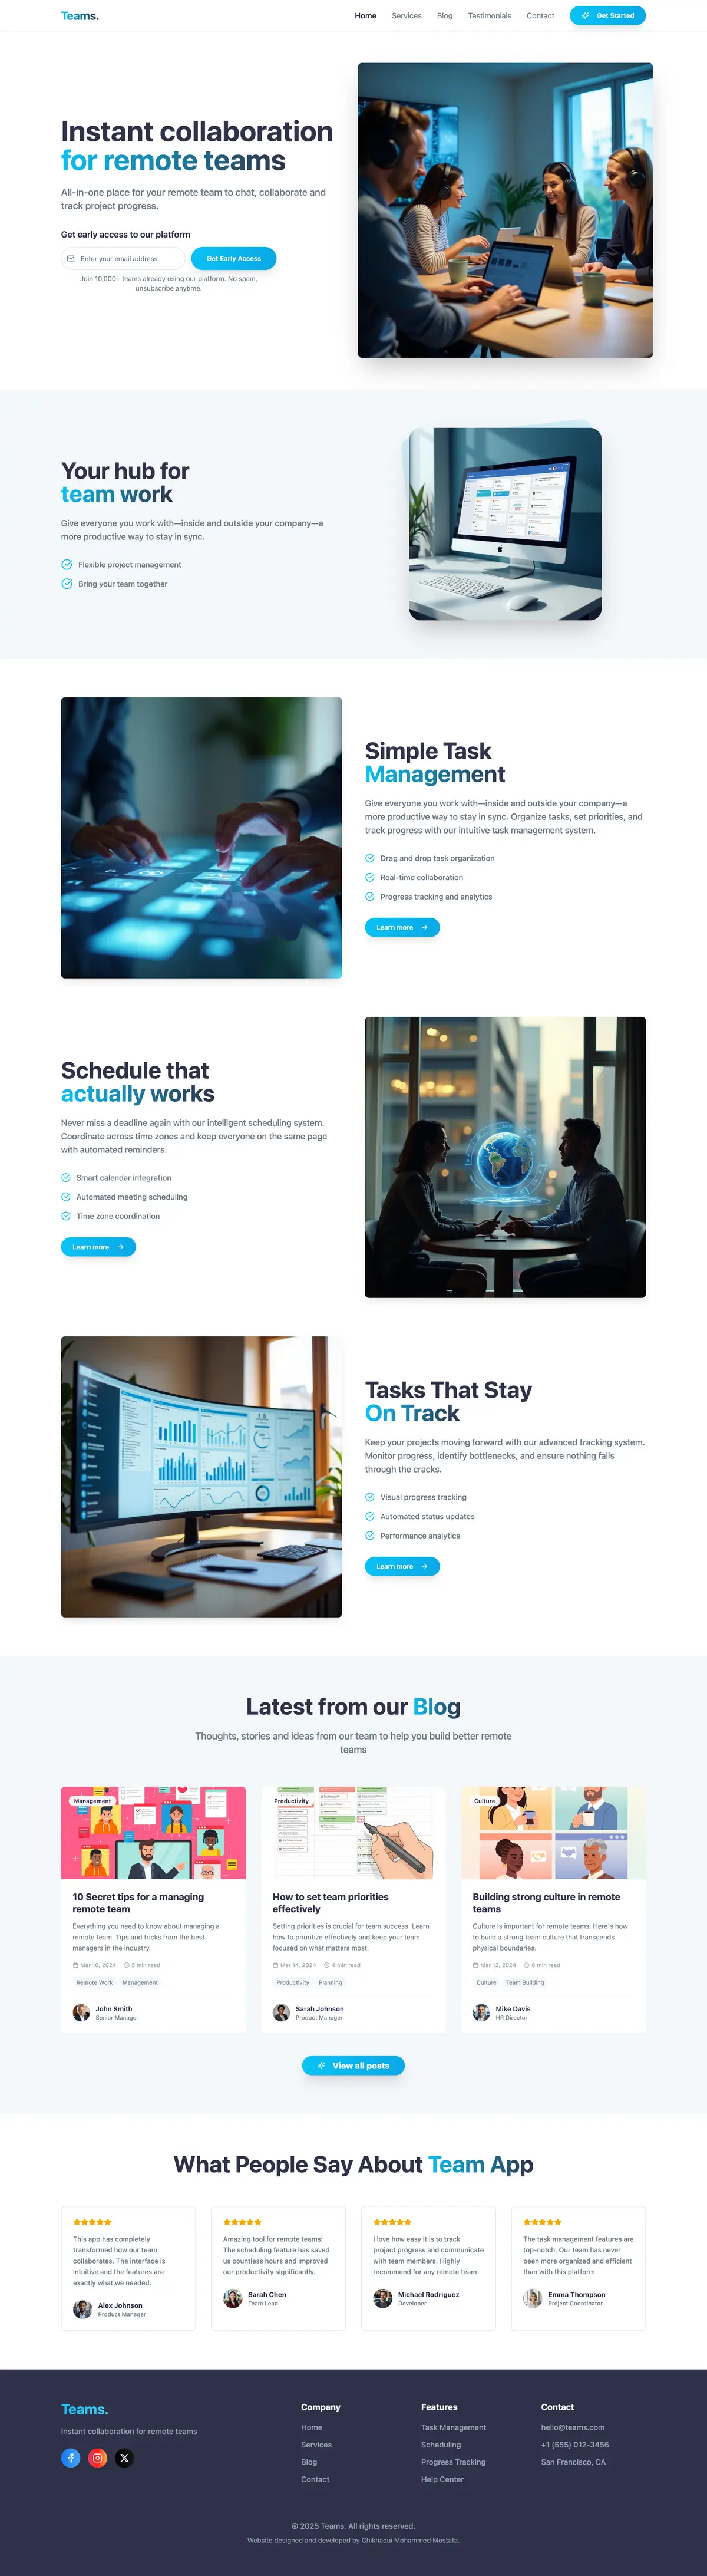 Teams.
Home
Services
Blog
Testimonials
Contact
Get Started
Instant collaboration
for remote teams
All-in-one place for your remote team to chat, collaborate and
track project progress.
Get early access to our platform
Enter your email address
Get Early Access
Join 10,000+ teams already using our platform. No spam,
unsubscribe anytime.
Your hub for
team work
Give everyone you work with—inside and outside your company—a
more productive way to stay in sync.
Flexible project management
Bring your team together
Simple Task
Management
Give everyone you work with—inside and outside your company—a
more productive way to stay in sync. Organize tasks, set priorities, and
track progress with our intuitive task management system.
Drag and drop task organization
Real-time collaboration
Progress tracking and analytics
Learn more
Schedule that
actually works
Never miss a deadline again with our intelligent scheduling system.
Coordinate across time zones and keep everyone on the same page
with automated reminders.
Smart calendar integration
Automated meeting scheduling
Time zone coordination
Learn more
Tasks That Stay
On Track
Keep your projects moving forward with our advanced tracking system.
Monitor progress, identify bottlenecks, and ensure nothing falls
through the cracks.
Visual progress tracking
Automated status updates
Performance analytics
Learn more
Latest from our Blog
Thoughts, stories and ideas from our team to help you build better remote
teams
Management
10 Secret tips for a managing
remote team
Everything you need to know about managing a
remote team. Tips and tricks from the best
managers in the industry.
Mar 16, 2024
5 min read
Remote Work
Management
John Smith
Senior Manager
Productivity
How to set team priorities
effectively
Setting priorities is crucial for team success. Learn
how to prioritize effectively and keep your team
focused on what matters most.
Mar 14, 2024
4 min read
Productivity
Planning
Sarah Johnson
Product Manager
Culture
Building strong culture in remote
teams
Culture is important for remote teams. Here's how
to build a strong team culture that transcends
physical boundaries.
Mar 12, 2024
6 min read
Culture
Team Building
Mike Davis
HR Director
View all posts
What People Say About Team App
This app has completely
transformed how our team
collaborates. The interface is
intuitive and the features are
exactly what we needed.
Alex Johnson
Product Manager
Amazing tool for remote teams!
The scheduling feature has saved
us countless hours and improved
our productivity significantly.
Sarah Chen
Team Lead
I love how easy it is to track
project progress and communicate
with team members. Highly
recommend for any remote team.
Michael Rodriguez
Developer
The task management features are
top-notch. Our team has never
been more organized and efficient
than with this platform.
Emma Thompson
Project Coordinator
Teams.
Instant collaboration for remote teams
Company
Home
Services
Blog
Contact
Features
Task Management
Scheduling
Progress Tracking
Help Center
Contact
hello@teams.com
+1 (555) 012-3456
San Francisco, CA
© 2025 Teams. All rights reserved.
Website designed and developed by Chikhaoui Mohammed Mostafa.